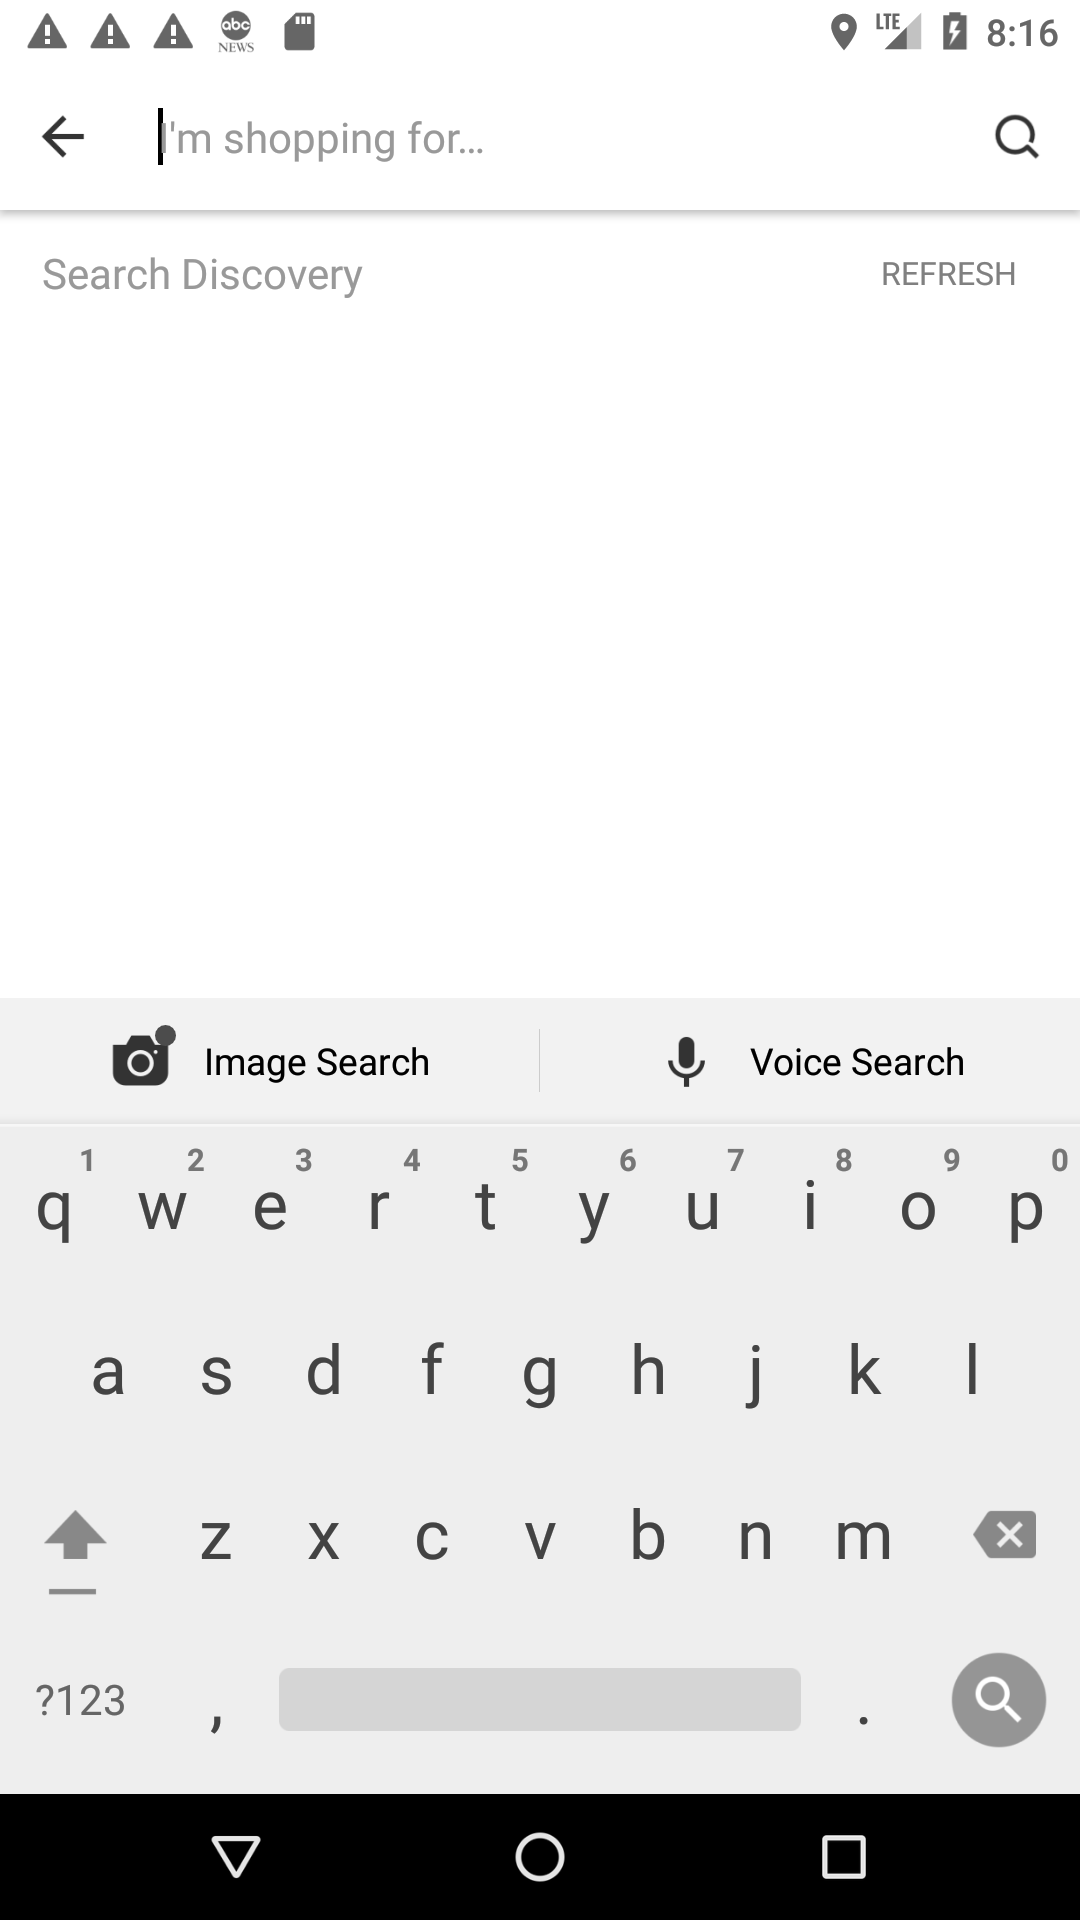 abc NEWS LTE 8:16
I'm shopping for...
Search Discovery REFRESH
Image Search Voice Search
1 2 3 4 5 6 7 8 9 0
q w e r t y u i o p
a s d f g h j k l
z x c v b n m
?123 , .